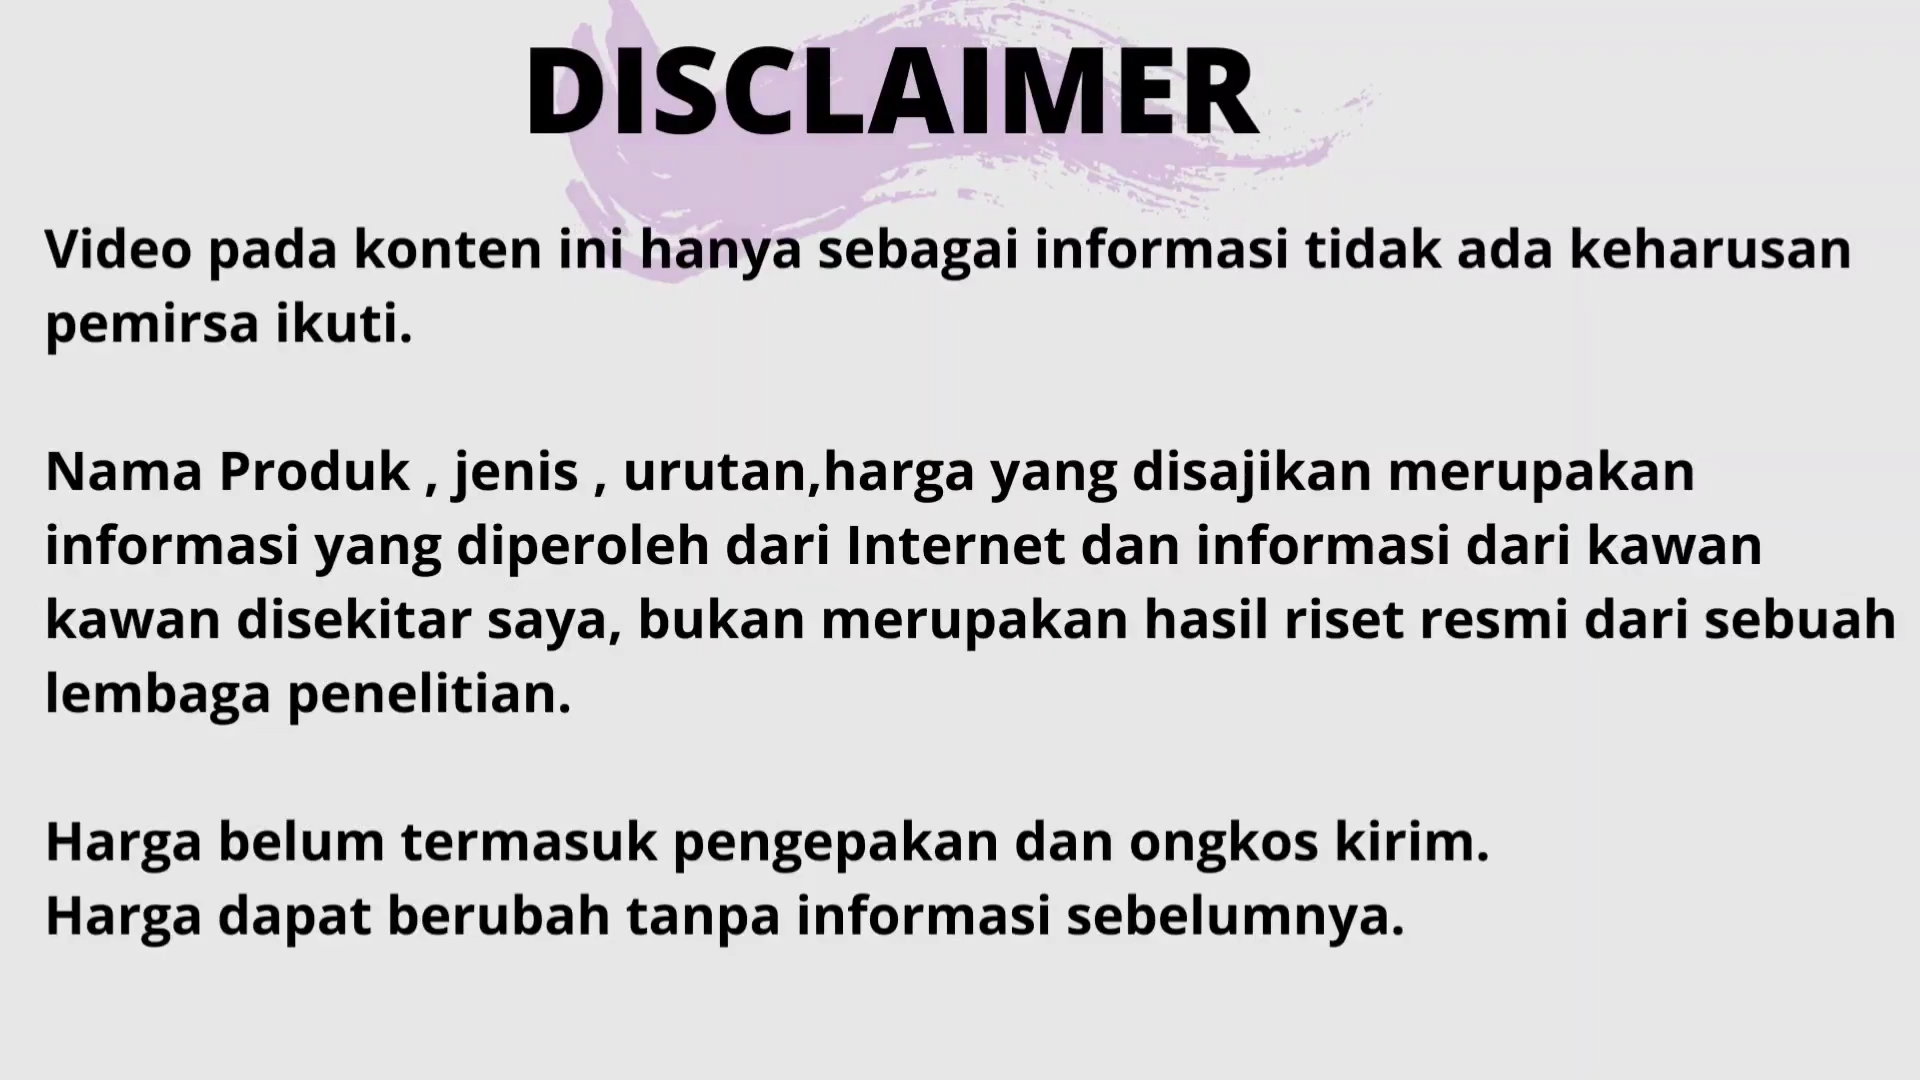 DISCLAIMER
Video pada konten ini hanya sebagai informasi tidak ada keharusan
pemirsa ikuti.
Nama Produk , jenis , urutan,harga yang disajikan merupakan
informasi yang diperoleh dari Internet dan informasi dari kawan
kawan disekitar saya, bukan merupakan hasil riset resmi dari sebuah
lembaga penelitian.
Harga belum termasuk pengepakan dan ongkos kirim.
Harga dapat berubah tanpa informasi sebelumnya.